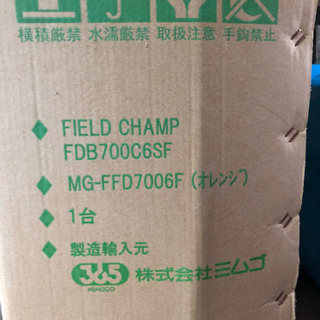 横積厳禁 水濡厳禁 取扱注意 手鈎禁止
FIELD CHAMP
FDB700C6SF
MG-FFD7006F (オレンジ)
1台
製造輸入元
365 株式会社ミムゴ
MIMUGO